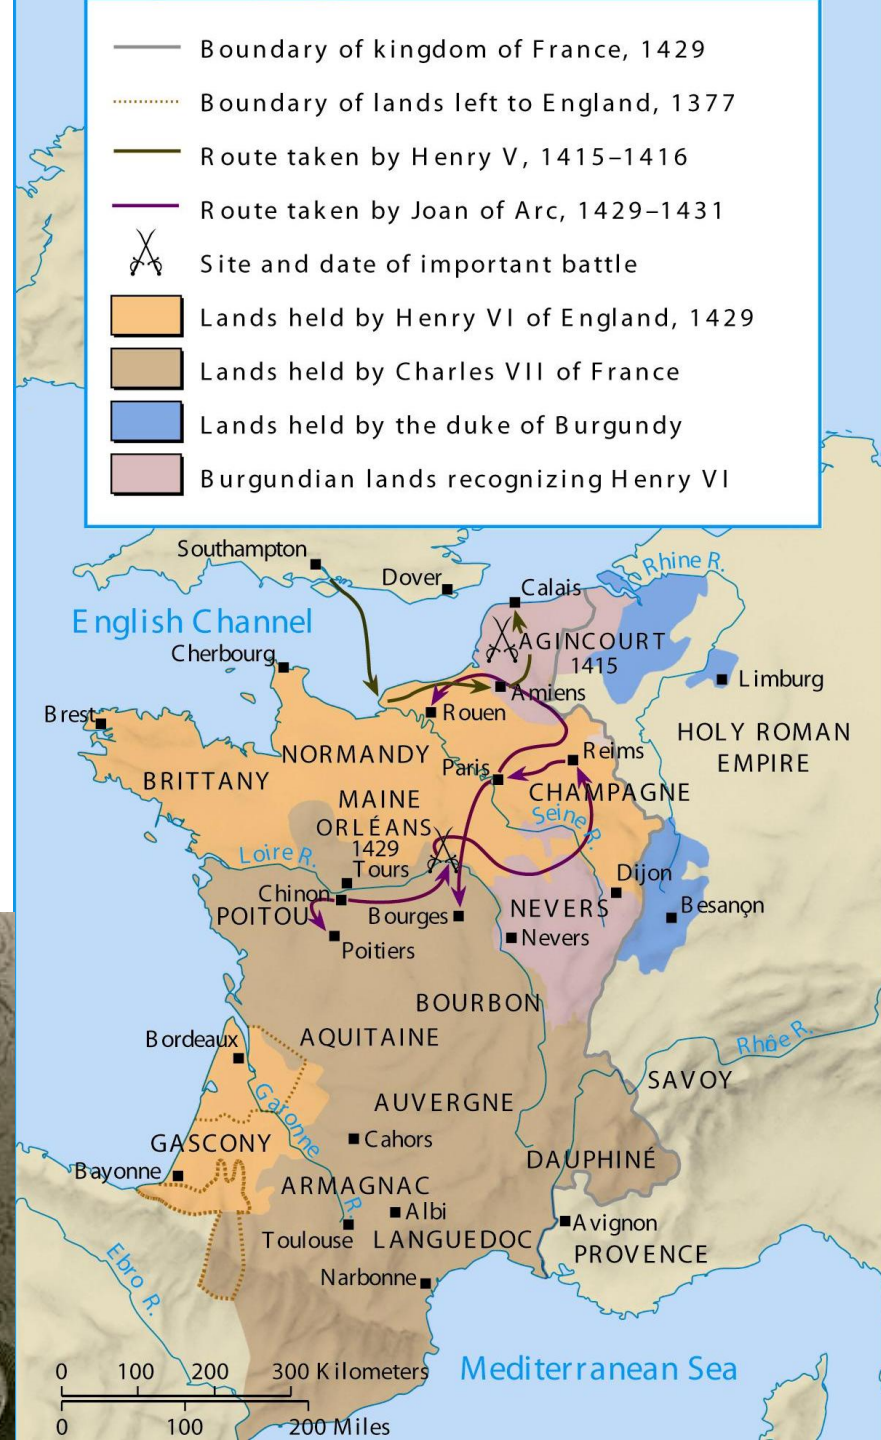 Boundary of kingdom of France, 1429
Boundary of lands left to England, 1377
Route taken by Henry V, 1415–1416
Route taken by Joan of Arc, 1429–1431
Site and date of important battle
Lands held by Henry VI of England, 1429
Lands held by Charles VII of France
Lands held by the duke of Burgundy
Burgundian lands recognizing Henry VI
Southampton
Dover
Rhine R.
Calais
English Channel
AGINCOURT
1415
Cherbourg
Limburg
Amiens
Brest
Rouen
HOLY ROMAN
EMPIRE
NORMANDY
Reims
Paris
BRITTANY
CHAMPAGNE
MAINE
Seine R.
ORLÉANS
1429
Loire R.
Tours
Dijon
Chinon
Besançon
POITOU
Bourges
NEVERS
Nevers
Poitiers
BOURBON
Bordeaux
AQUITAINE
Rhôe R.
SAVOY
Garonne R.
AUVERGNE
Cahors
GASCONY
DAUPHINÉ
Bayonne
ARMAGNAC
Albi
Avignon
Toulouse
LANGUEDOC
PROVENCE
Ebro R.
Narbonne
0 100 200 300 Kilometers
Mediterranean Sea
0 100 200 Miles